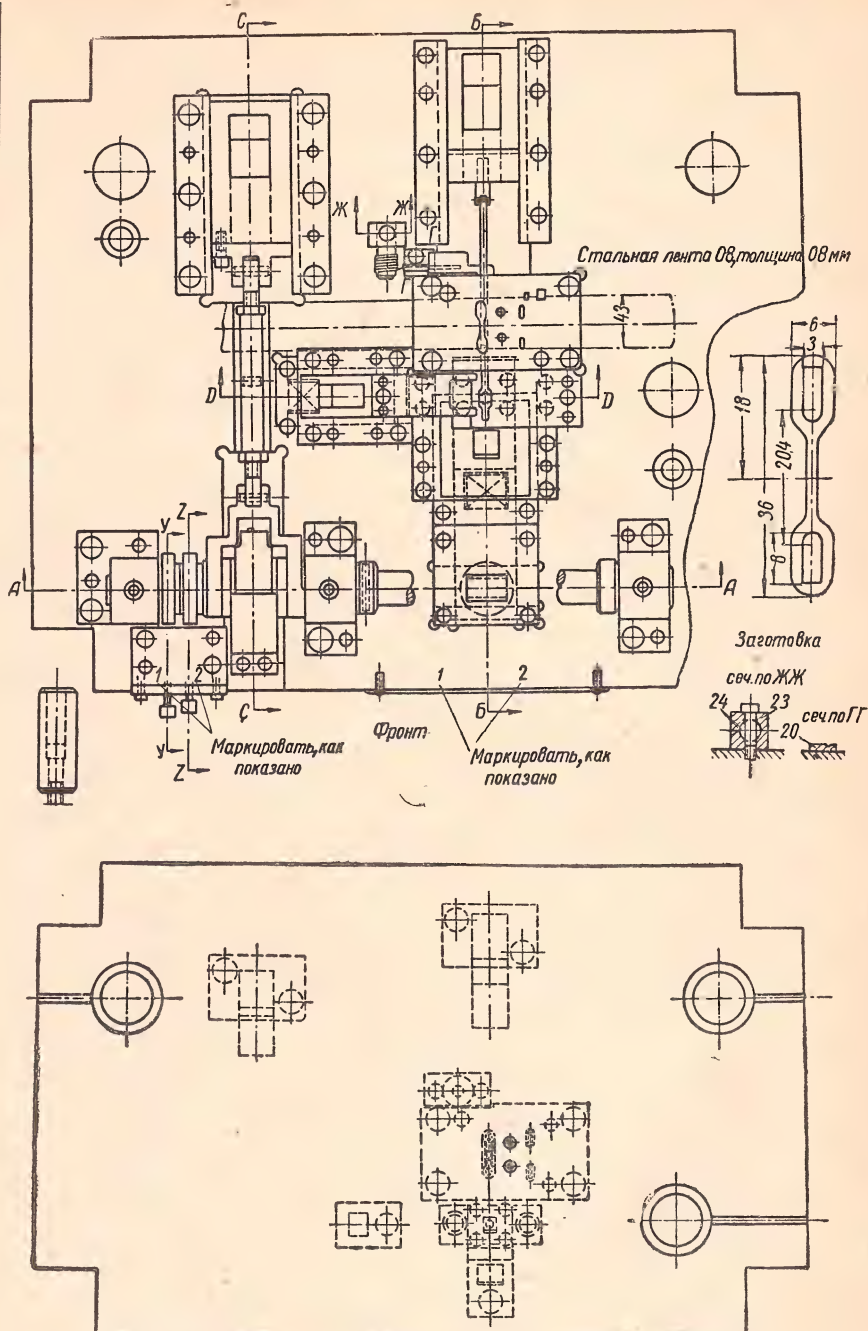 С
Б
Ж Ж
Стальная лента 08, толщина 08 мм
43
6
3
18
20,4
36
8
D D
У Z
А А
1 2
У
Z
С
Маркировать, как
показано
Фронт
Б
1 2
Маркировать, как
показано
Заготовка
сеч. по ЖЖ
24 23
сеч по ГГ
20